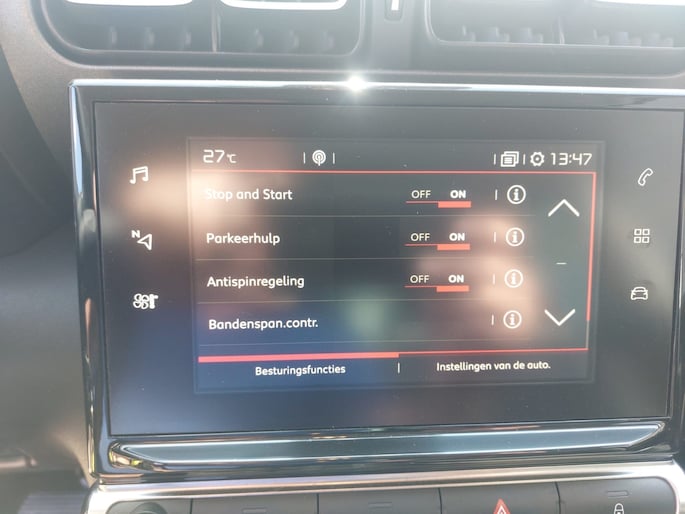 27°C 13:47
Stop and Start OFF ON
Parkeerhulp OFF ON
N
Antispinregeling OFF ON
Bandenspan.contr.
Besturingsfuncties | Instellingen van de auto.